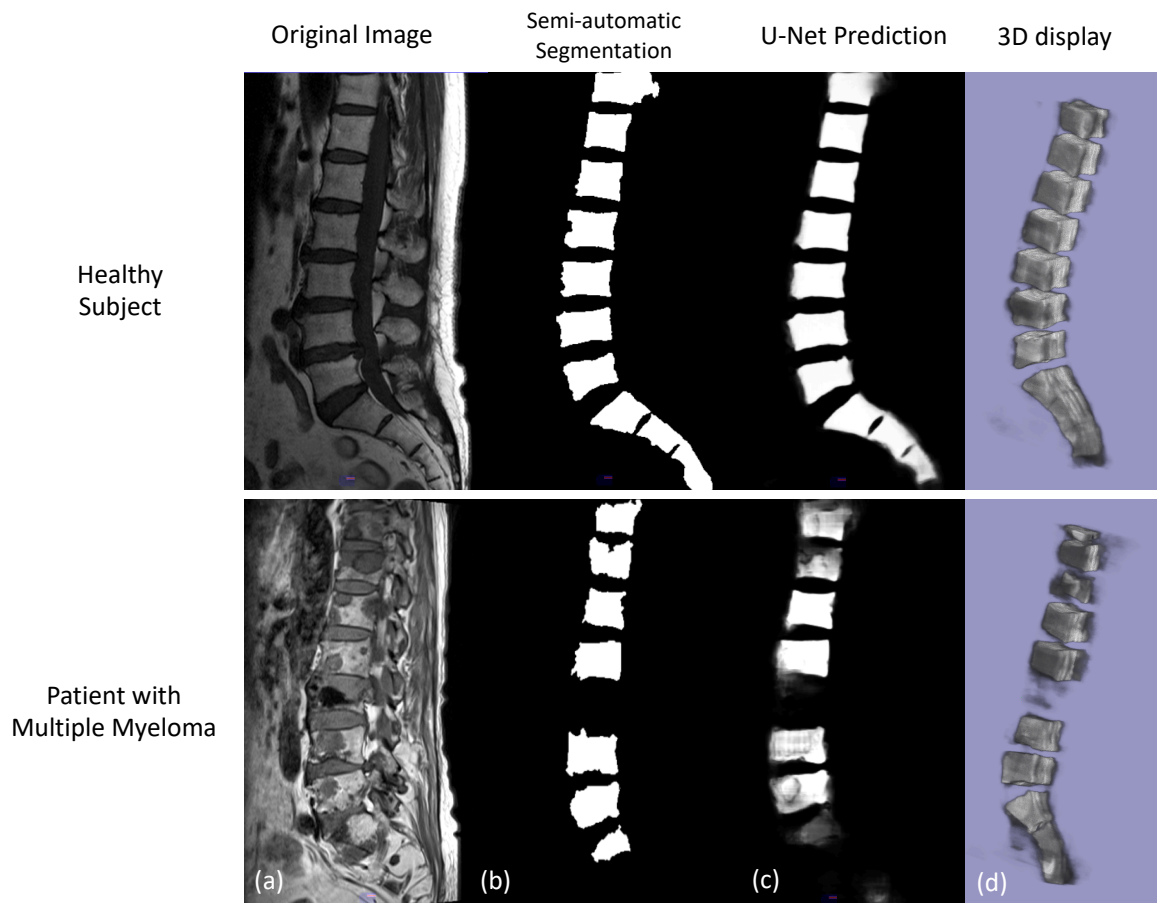 Original Image
Semi-automatic
Segmentation
U-Net Prediction
3D display
Healthy
Subject
Patient with
Multiple Myeloma
(a)
(b)
(c)
(d)